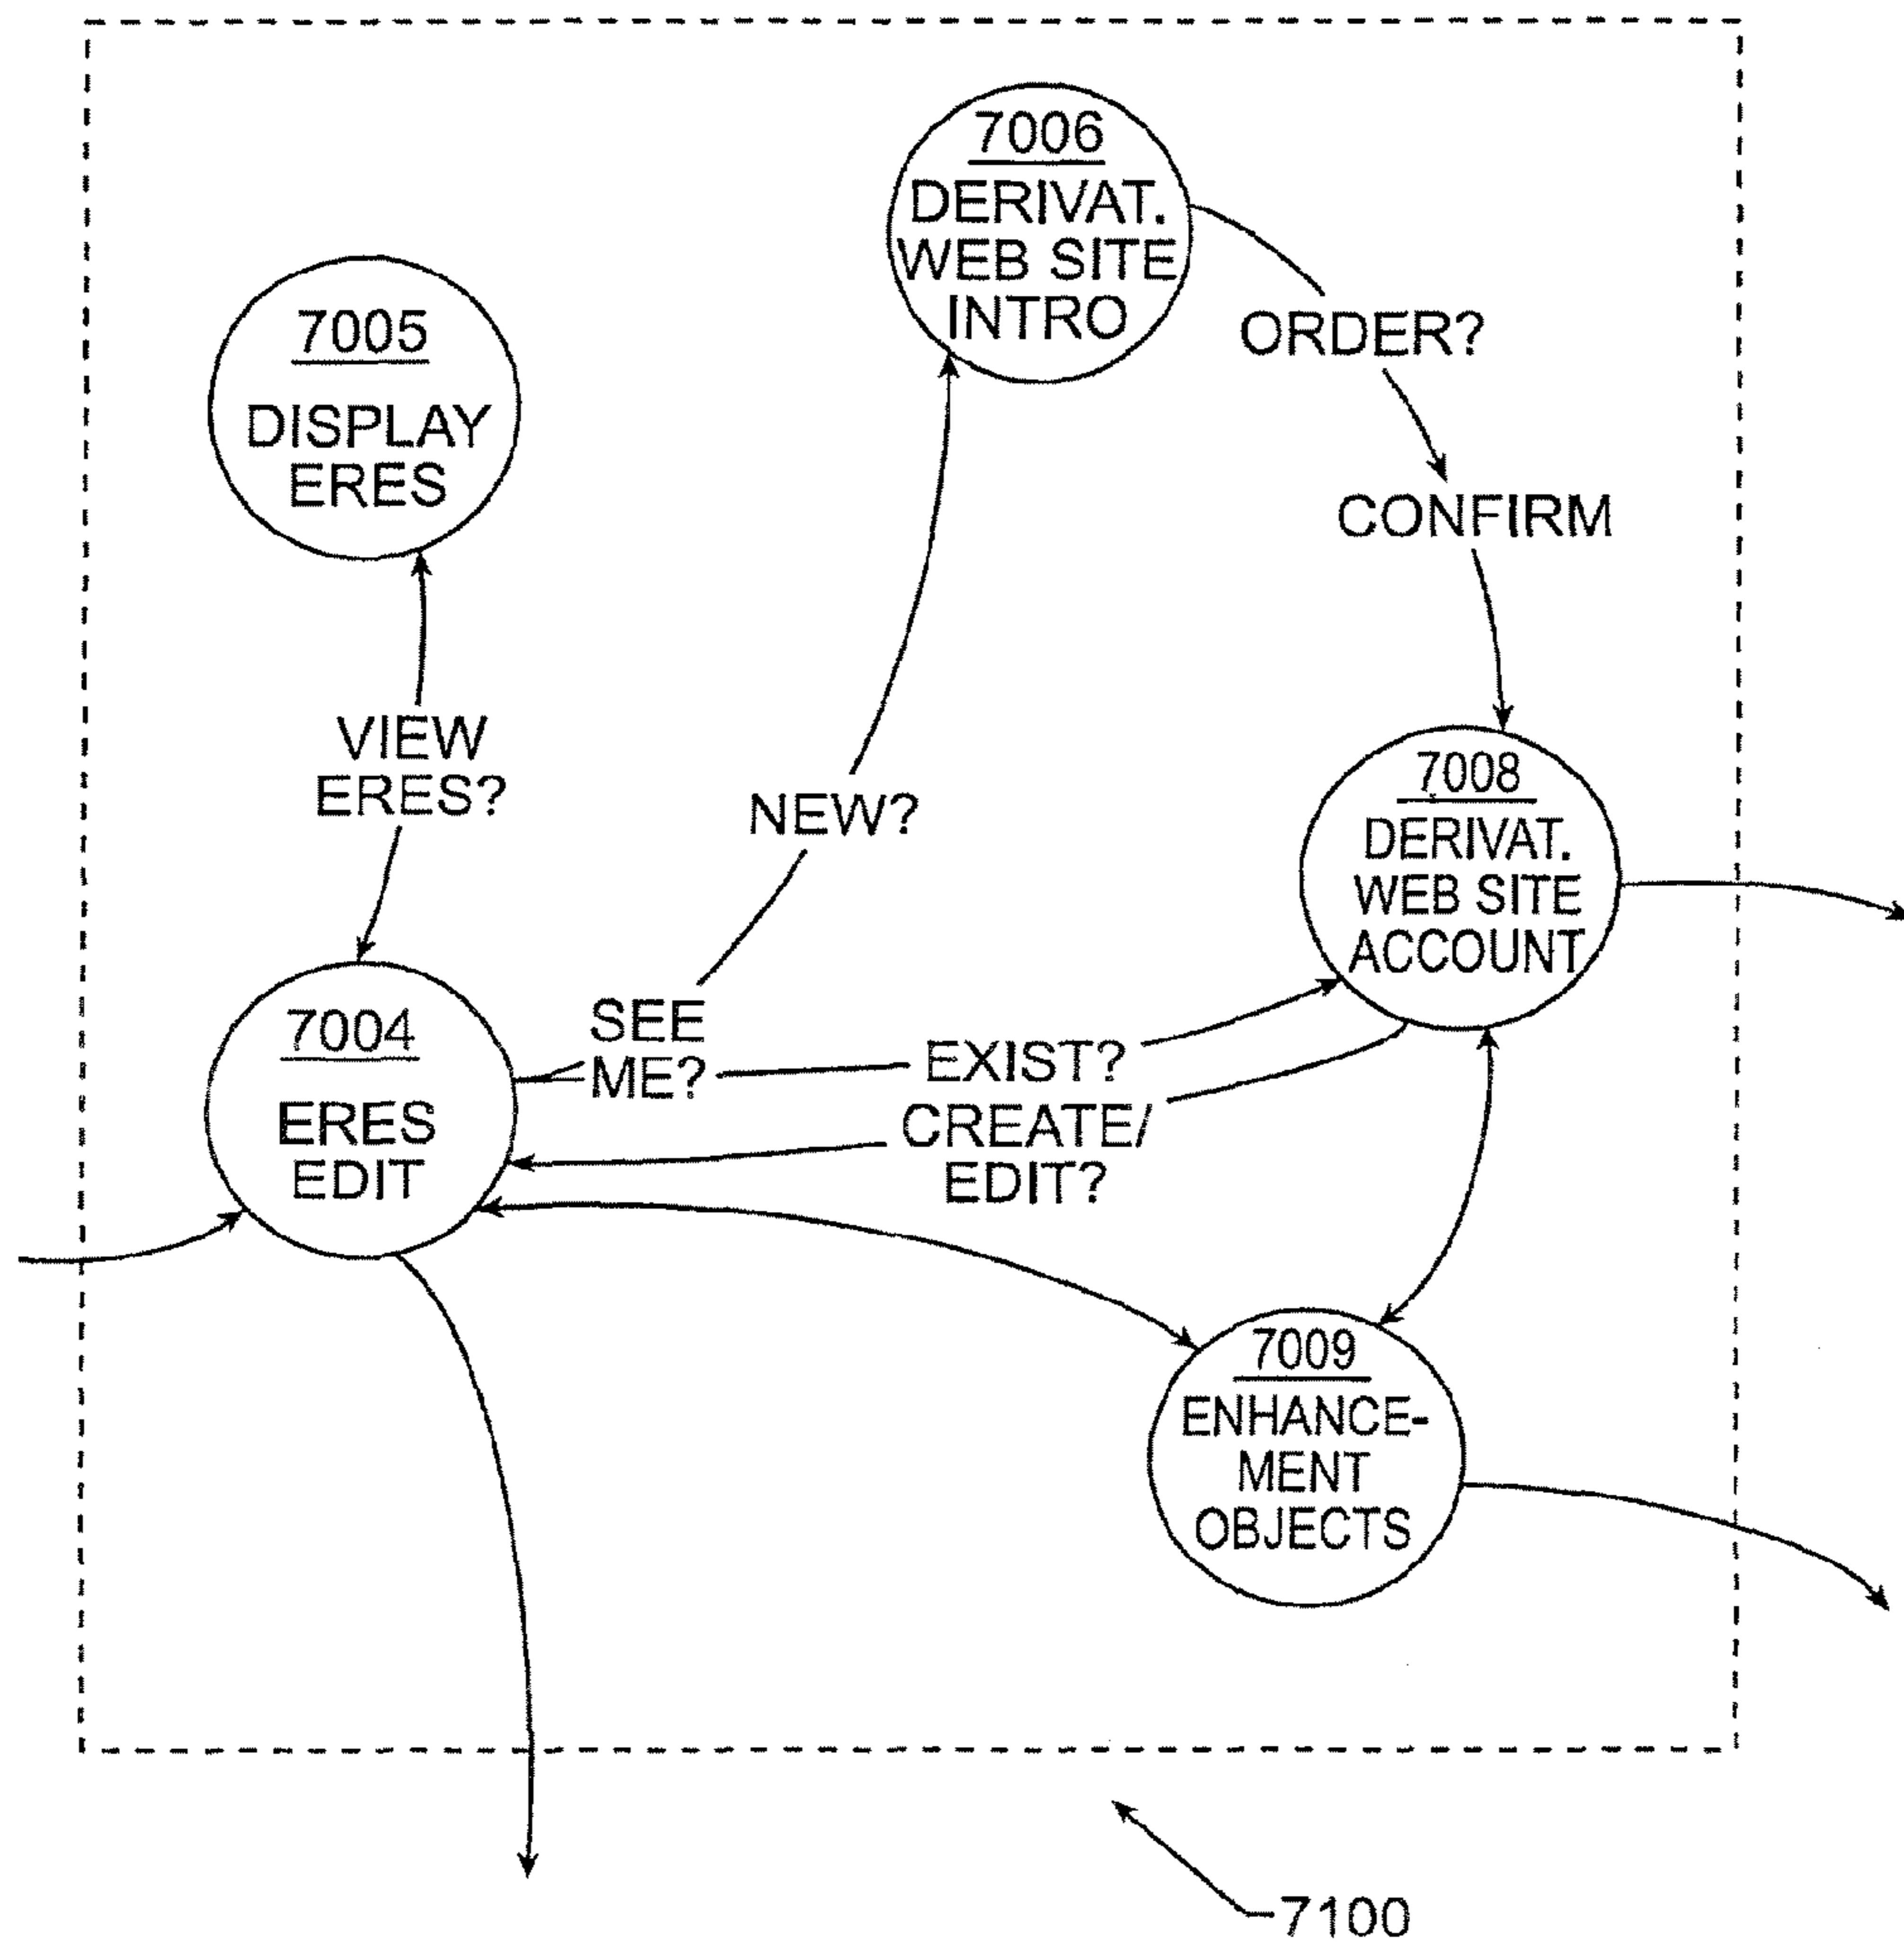 7006
DERIVAT.
WEB SITE
INTRO
ORDER?
7005
DISPLAY
ERES
CONFIRM
VIEW
ERES?
NEW?
7008
DERIVAT.
WEB SITE
ACCOUNT
7004
ERES
EDIT
SEE
ME?
EXIST?
CREATE/
EDIT?
7009
ENHANCE-
MENT
OBJECTS
7100